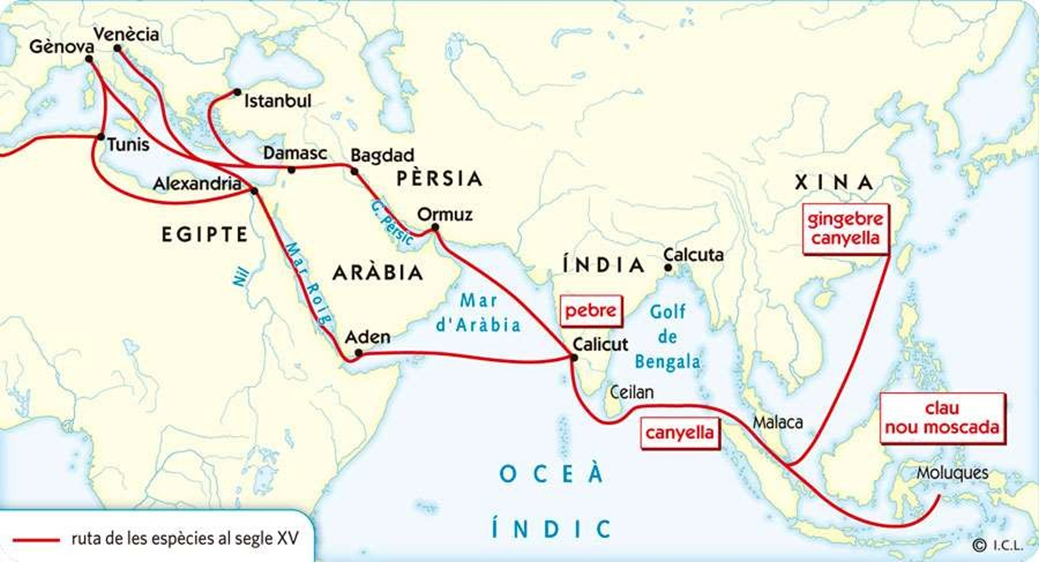 Venècia
Gènova
Istanbul
Tunis
Damasc
Bagdad
PÈRSIA
Alexandria
XINA
EGIPTE
G. Pèrsic
Ormuz
gingebre
canyella
Nil
Mar Roig
ARÀBIA
ÍNDIA
Calcuta
Mar
d'Aràbia
pebre
Golf
de
Bengala
Aden
Calicut
Ceilan
canyella
Malaca
clau
nou moscada
Moluques
OCEÀ
ÍNDIC
ruta de les espècies al segle XV
© I.C.L.